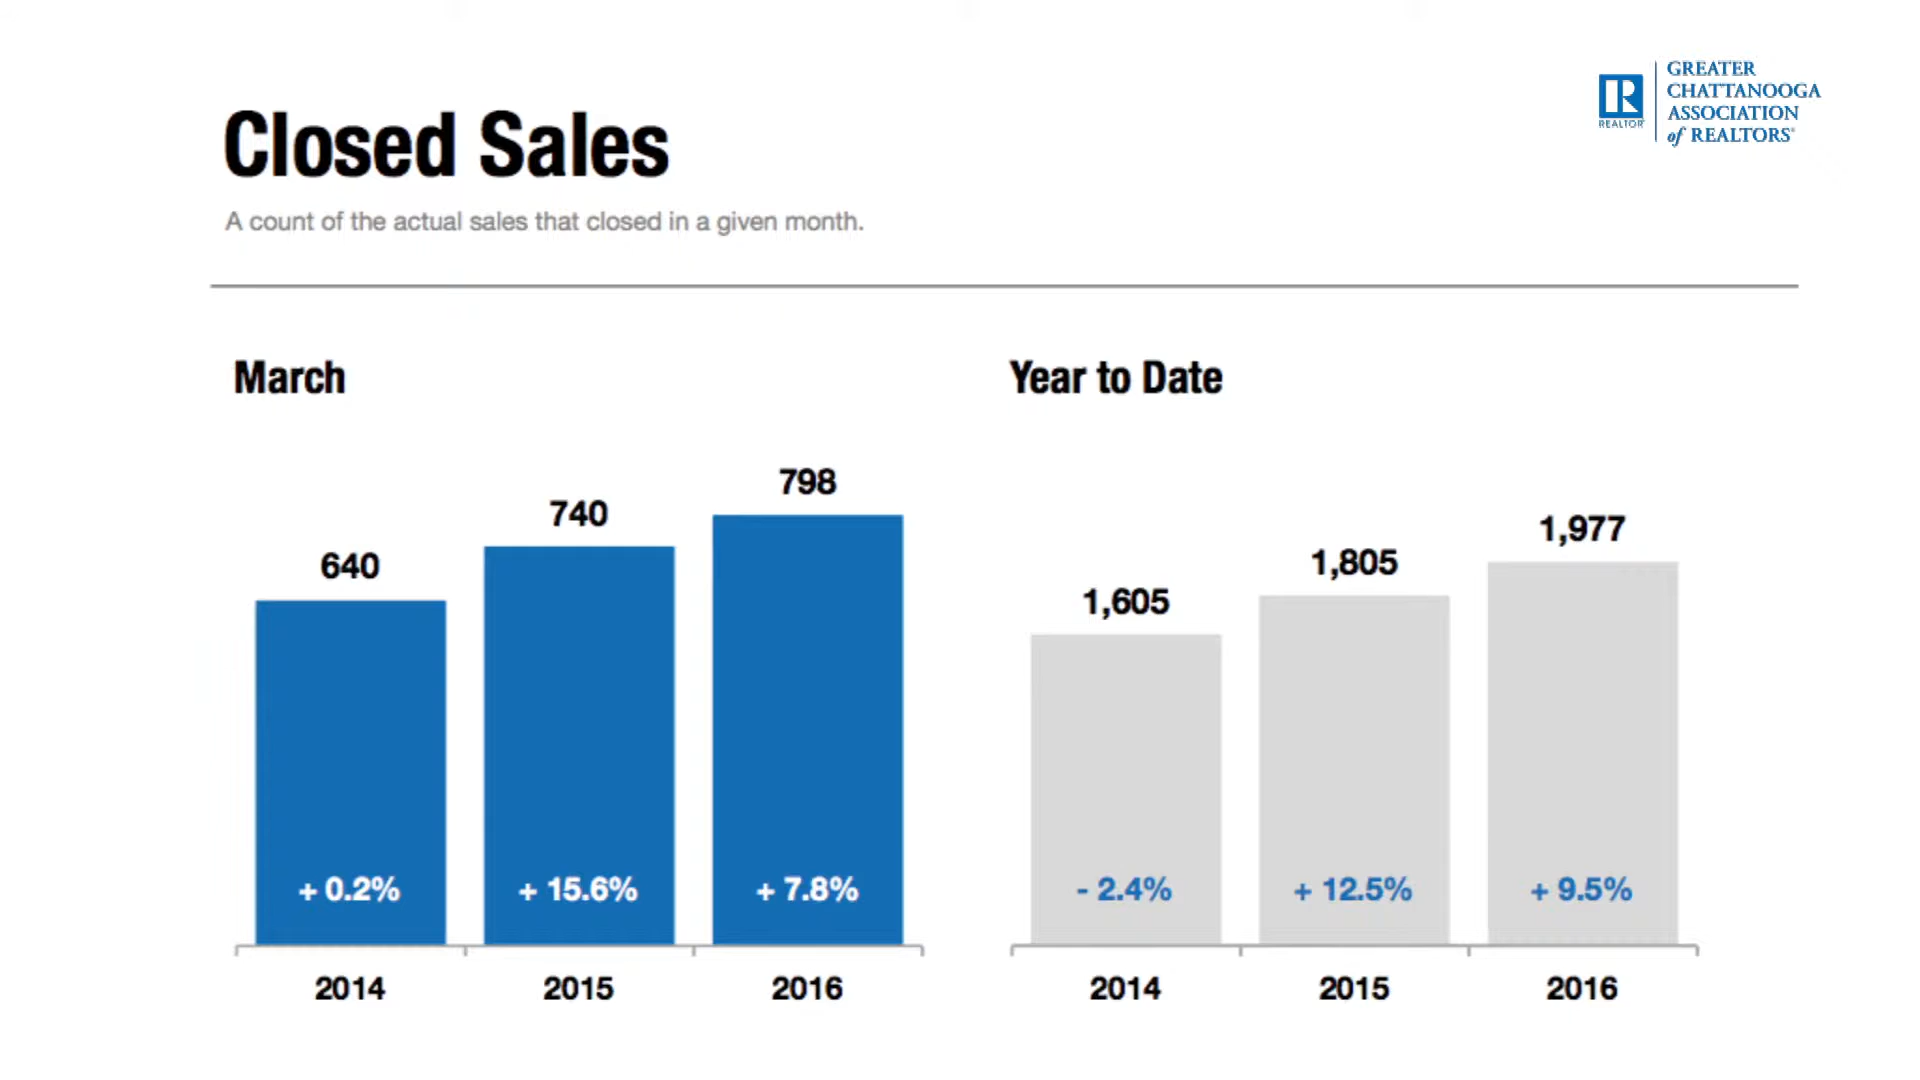 GREATER
CHATTANOOGA
ASSOCIATION
of REALTORS®
REALTOR
Closed Sales
A count of the actual sales that closed in a given month.
March
640
740
798
+ 0.2%
+ 15.6%
+ 7.8%
2014
2015
2016
Year to Date
1,605
1,805
1,977
- 2.4%
+ 12.5%
+ 9.5%
2014
2015
2016